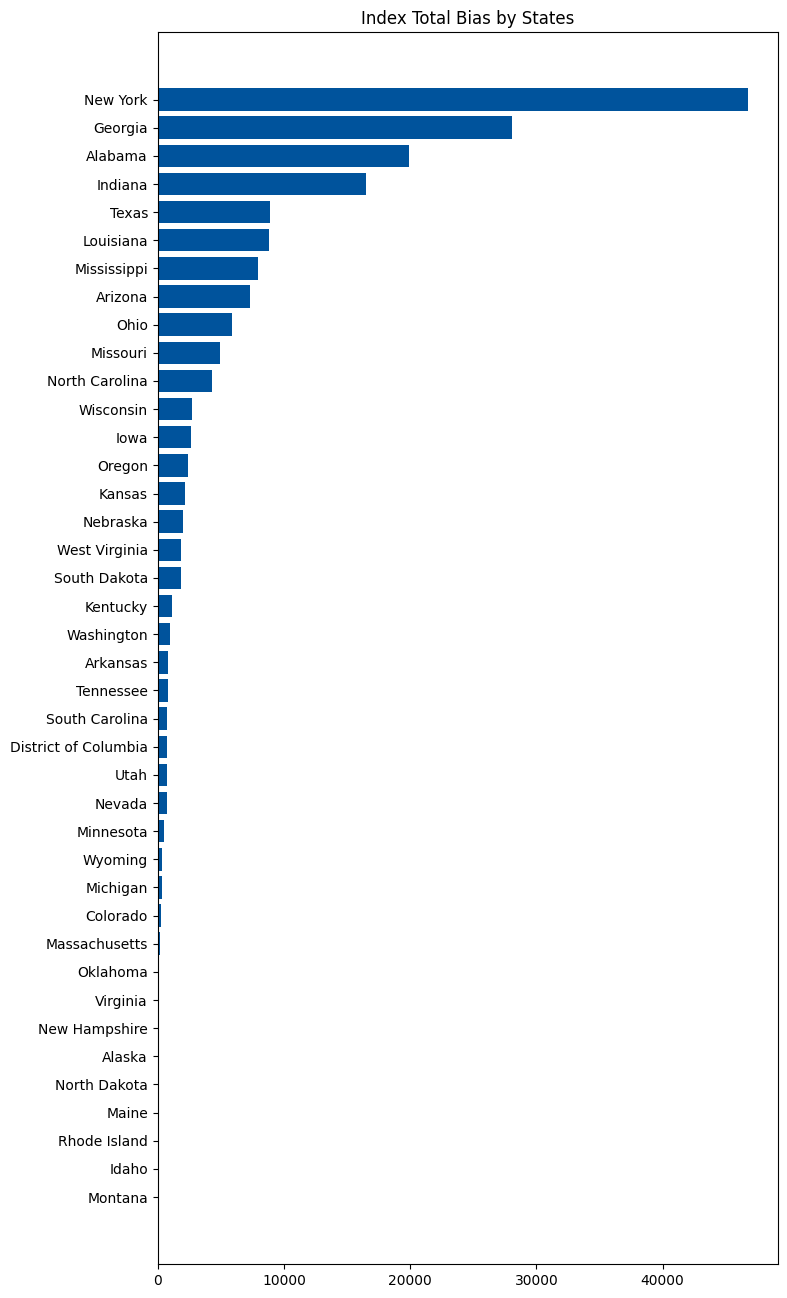 Index Total Bias by States
New York
Georgia
Alabama
Indiana
Texas
Louisiana
Mississippi
Arizona
Ohio
Missouri
North Carolina
Wisconsin
Iowa
Oregon
Kansas
Nebraska
West Virginia
South Dakota
Kentucky
Washington
Arkansas
Tennessee
South Carolina
District of Columbia
Utah
Nevada
Minnesota
Wyoming
Michigan
Colorado
Massachusetts
Oklahoma
Virginia
New Hampshire
Alaska
North Dakota
Maine
Rhode Island
Idaho
Montana
0 10000 20000 30000 40000